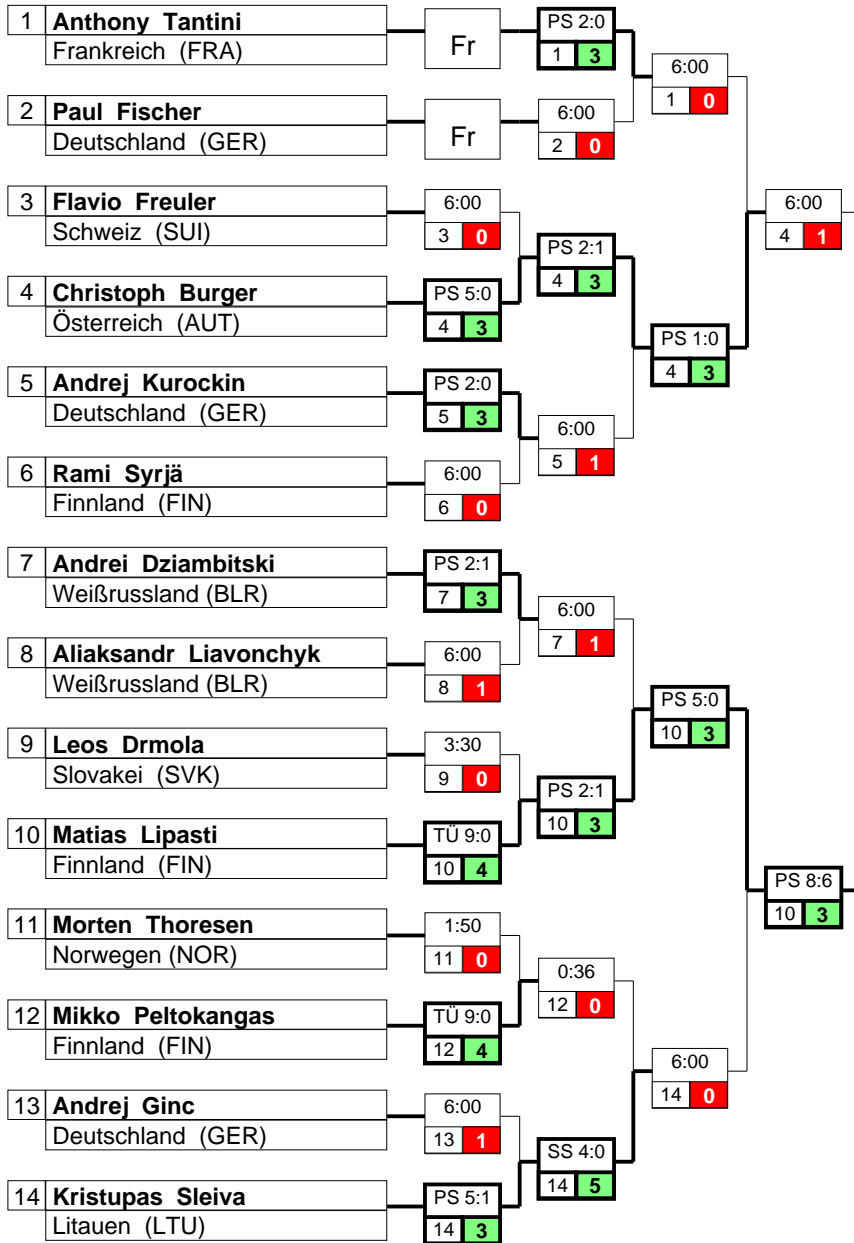 1 Anthony Tantini
Frankreich (FRA)
Fr
PS 2:0
1 3
6:00
1 0
2 Paul Fischer
Deutschland (GER)
Fr
6:00
2 0
3 Flavio Freuler
Schweiz (SUI)
6:00
3 0
PS 2:1
4 3
6:00
4 1
4 Christoph Burger
Österreich (AUT)
PS 5:0
4 3
PS 1:0
4 3
5 Andrej Kurockin
Deutschland (GER)
PS 2:0
5 3
6:00
5 1
6 Rami Syrjä
Finnland (FIN)
6:00
6 0
7 Andrei Dziambitski
Weißrussland (BLR)
PS 2:1
7 3
6:00
7 1
8 Aliaksandr Liavonchyk
Weißrussland (BLR)
6:00
8 1
PS 5:0
10 3
9 Leos Drmola
Slovakei (SVK)
3:30
9 0
PS 2:1
10 3
10 Matias Lipasti
Finnland (FIN)
TÜ 9:0
10 4
PS 8:6
10 3
11 Morten Thoresen
Norwegen (NOR)
1:50
11 0
0:36
12 0
12 Mikko Peltokangas
Finnland (FIN)
TÜ 9:0
12 4
6:00
14 0
13 Andrej Ginc
Deutschland (GER)
6:00
13 1
SS 4:0
14 5
14 Kristupas Sleiva
Litauen (LTU)
PS 5:1
14 3